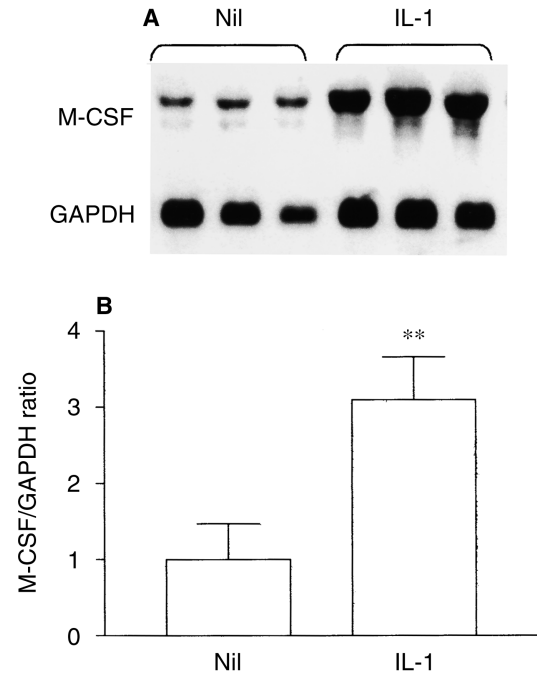 A Nil IL-1
M-CSF
GAPDH
B
4
**
3
2
1
0
M-CSF/GAPDH ratio
Nil IL-1